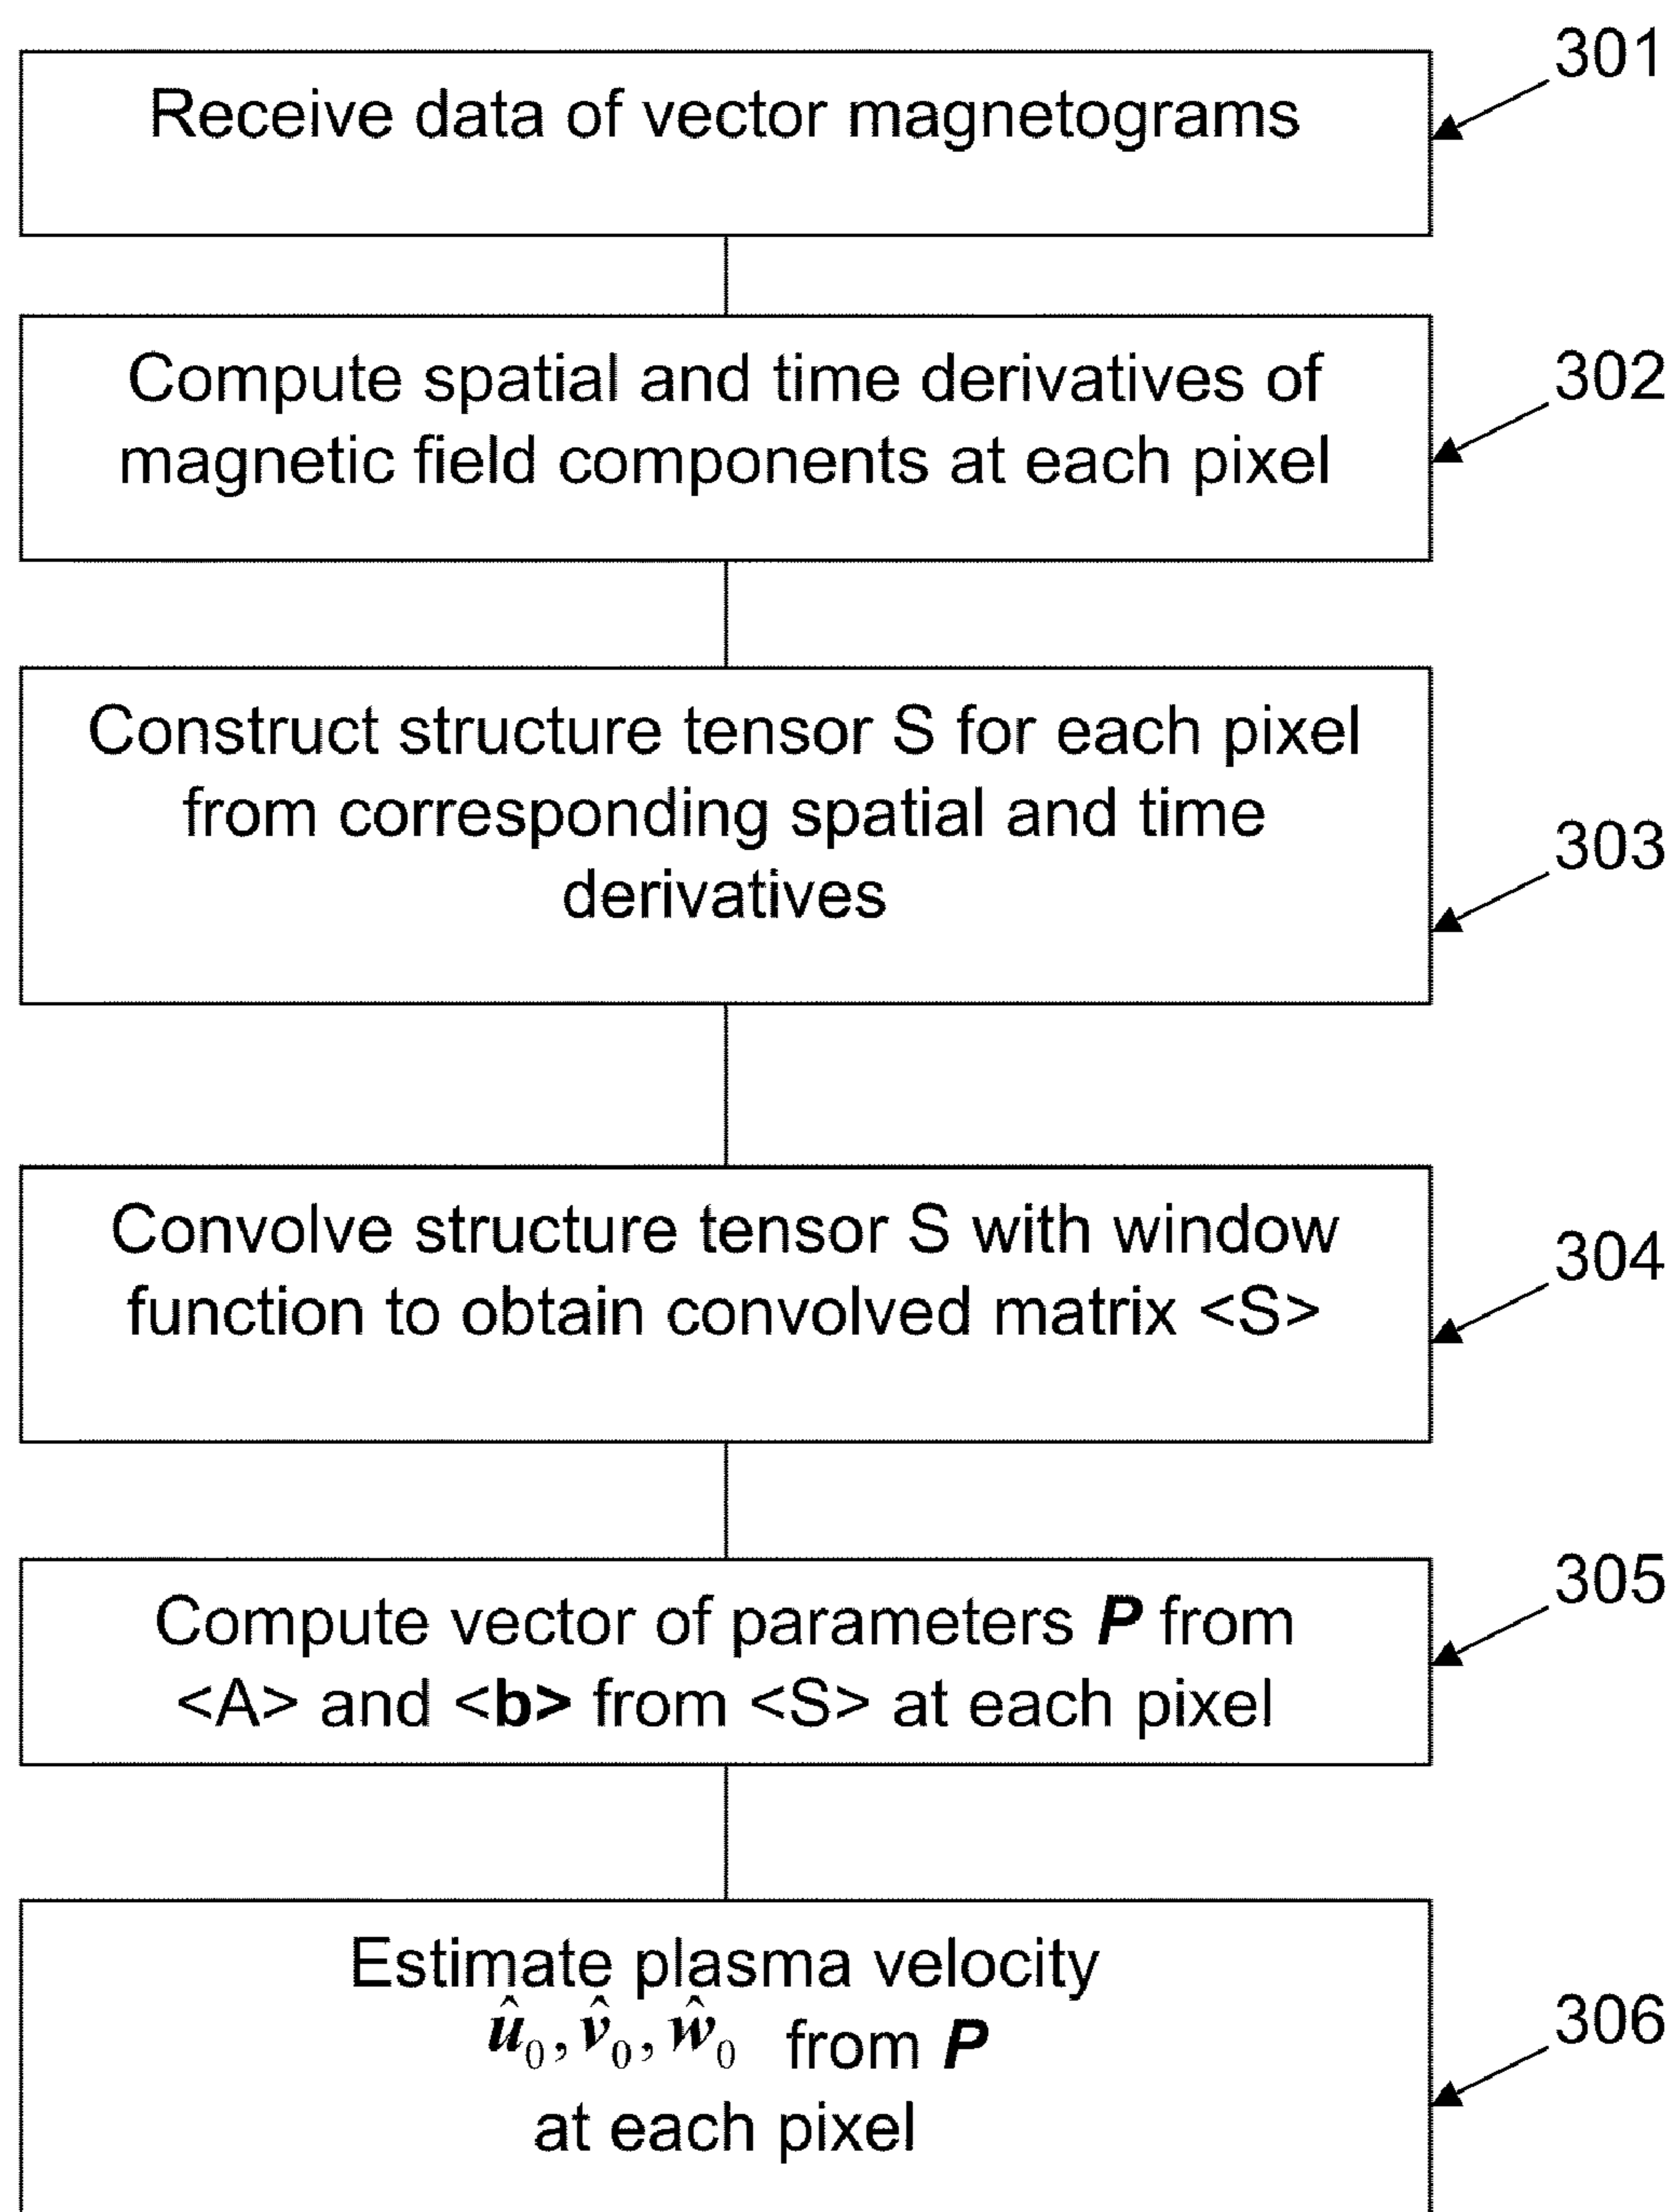 301
Receive data of vector magnetograms
302
Compute spatial and time derivatives of
magnetic field components at each pixel
303
Construct structure tensor S for each pixel
from corresponding spatial and time
derivatives
304
Convolve structure tensor S with window
function to obtain convolved matrix <S>
305
Compute vector of parameters P from
<A> and <b> from <S> at each pixel
306
Estimate plasma velocity
û₀, v̂₀, ŵ₀ from P
at each pixel